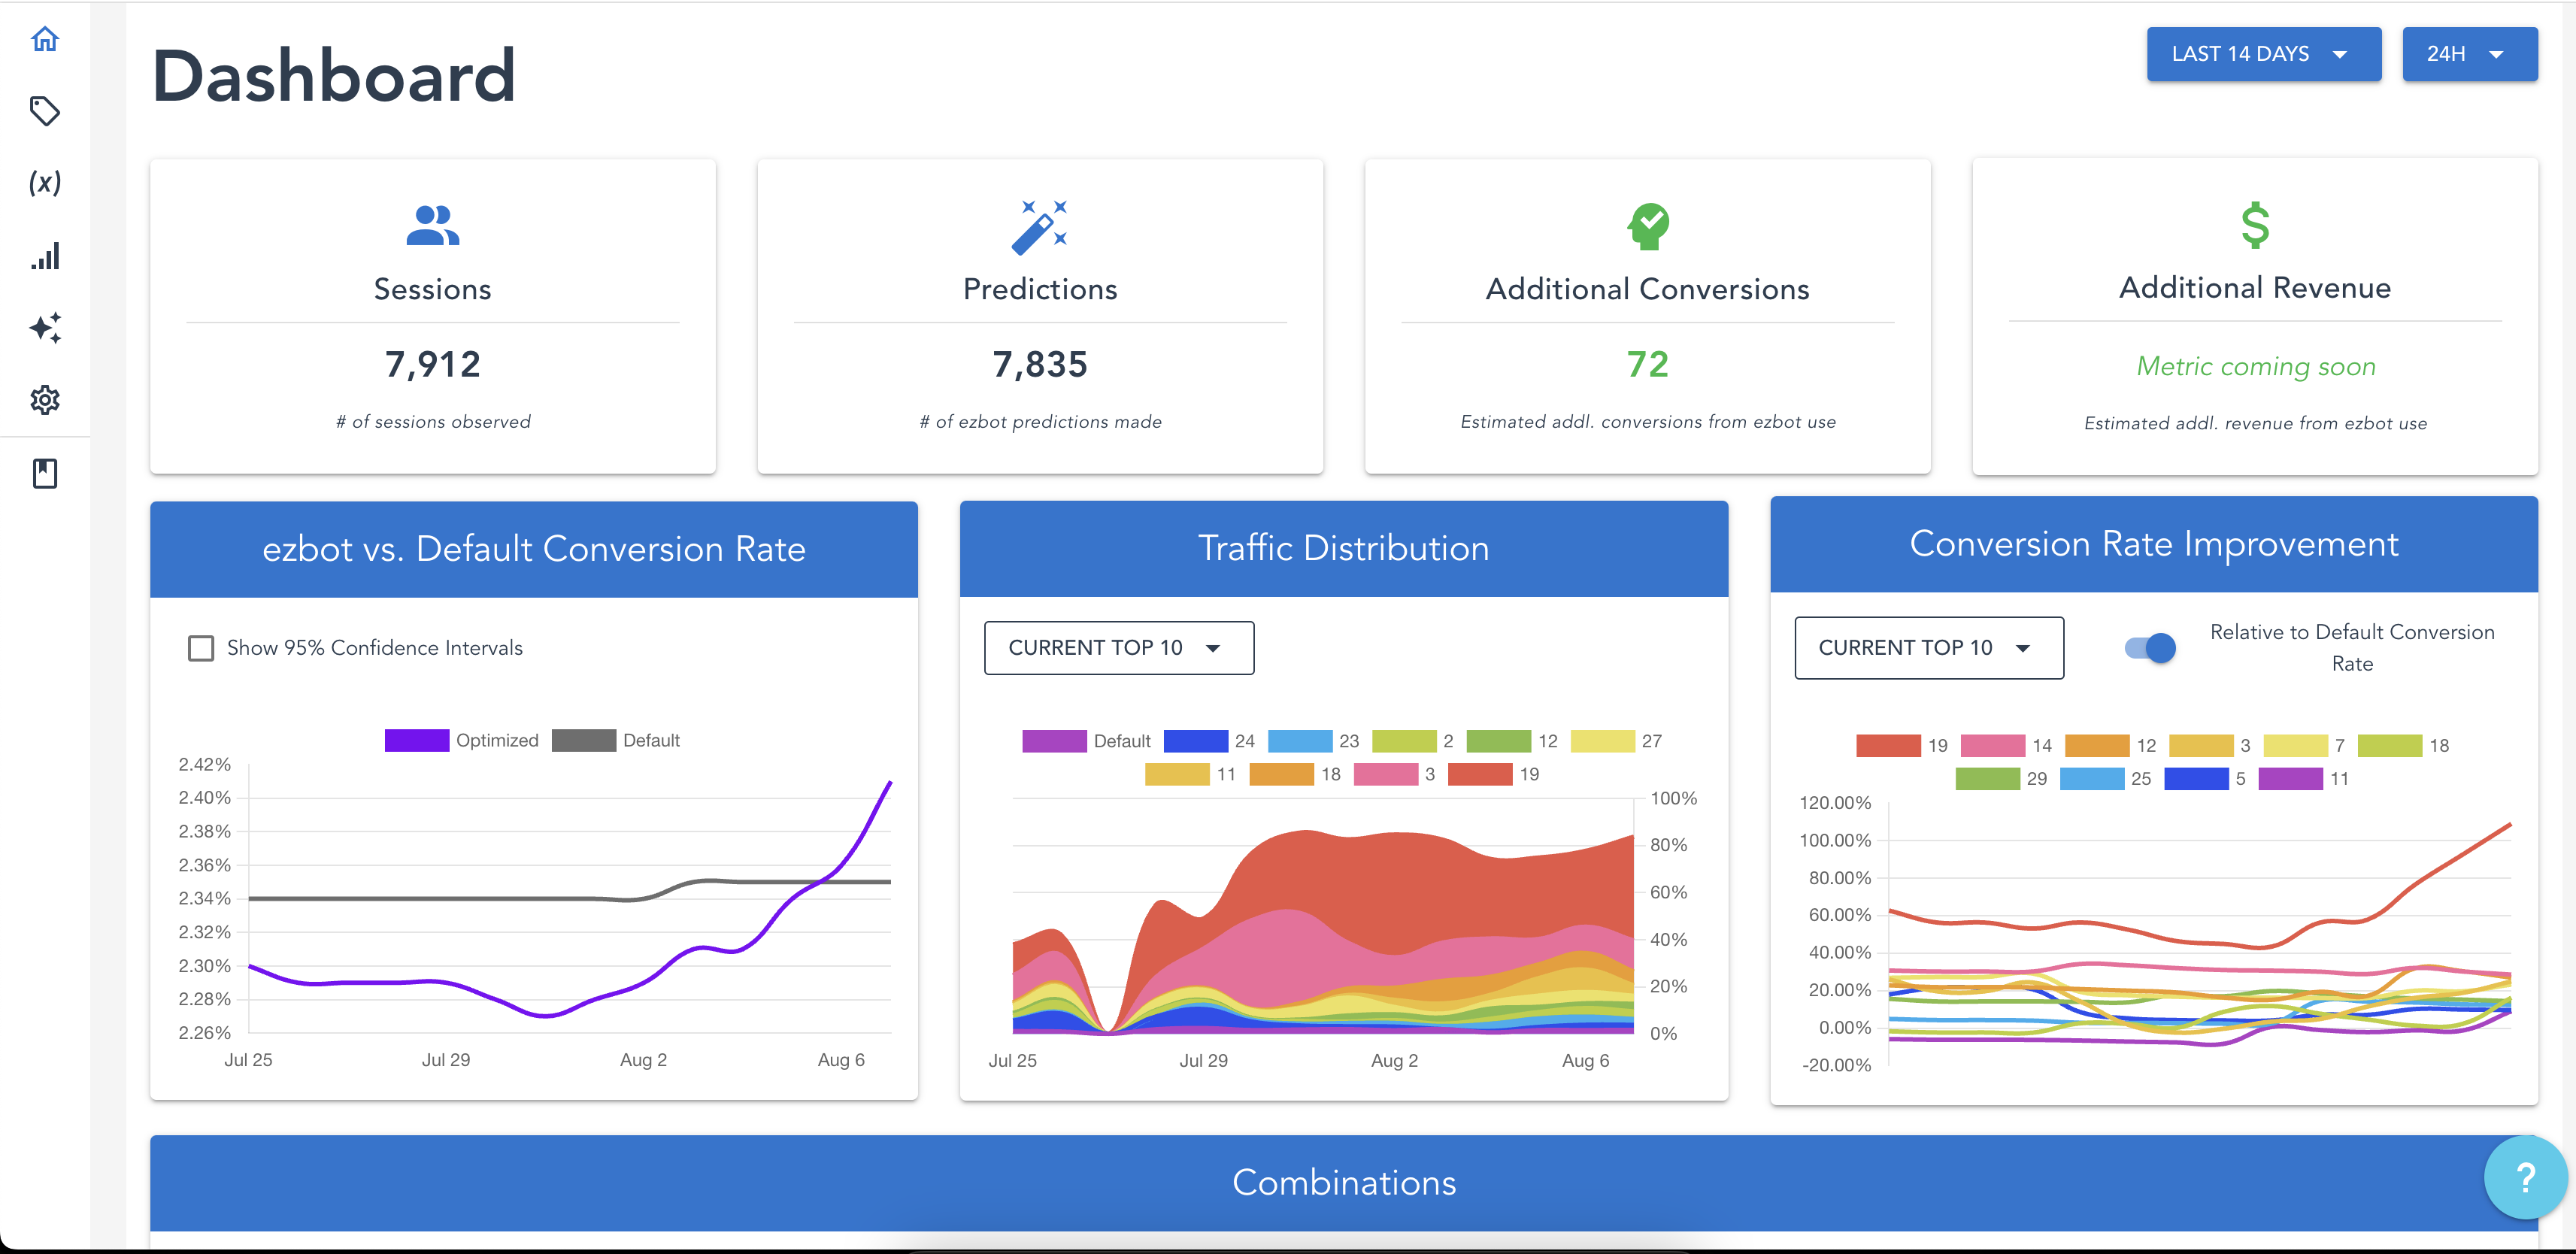 Dashboard
LAST 14 DAYS
24H
(x)
Sessions
7,912
# of sessions observed
Predictions
7,835
# of ezbot predictions made
Additional Conversions
72
Estimated addl. conversions from ezbot use
$
Additional Revenue
Metric coming soon
Estimated addl. revenue from ezbot use
ezbot vs. Default Conversion Rate
Show 95% Confidence Intervals
Optimized Default
2.42%
2.40%
2.38%
2.36%
2.34%
2.32%
2.30%
2.28%
2.26%
Jul 25 Jul 29 Aug 2 Aug 6
Traffic Distribution
CURRENT TOP 10
Default 24 23 2 12 27
11 18 3 19
100%
80%
60%
40%
20%
0%
Jul 25 Jul 29 Aug 2 Aug 6
Conversion Rate Improvement
CURRENT TOP 10
Relative to Default Conversion
Rate
19 14 12 3 7 18
29 25 5 11
120.00%
100.00%
80.00%
60.00%
40.00%
20.00%
0.00%
-20.00%
Combinations
?